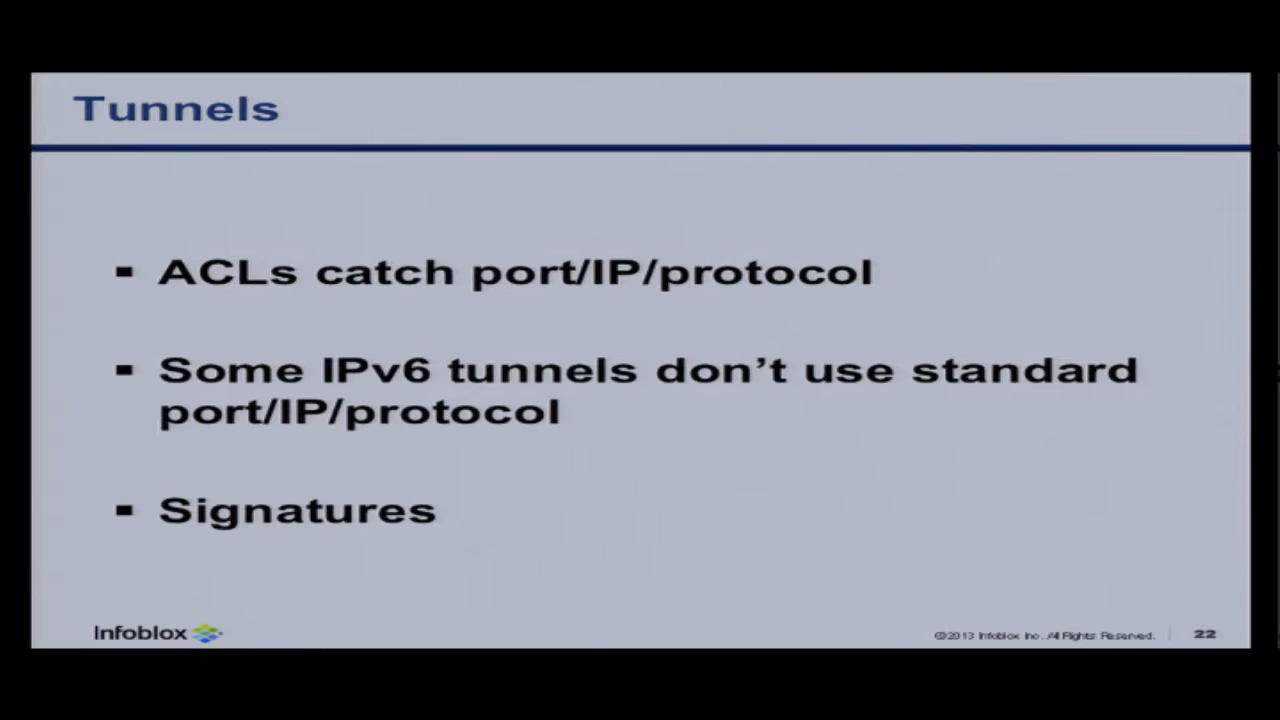 Tunnels
▪ ACLs catch port/IP/protocol
▪ Some IPv6 tunnels don't use standard
port/IP/protocol
▪ Signatures
Infoblox
©2013 Infoblox Inc. All Rights Reserved. 22